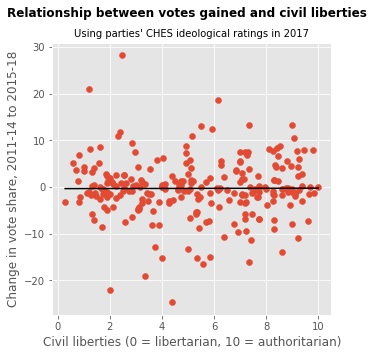 Relationship between votes gained and civil liberties
Using parties' CHES ideological ratings in 2017
Change in vote share, 2011-14 to 2015-18
30
20
10
0
−10
−20
0 2 4 6 8 10
Civil liberties (0 = libertarian, 10 = authoritarian)